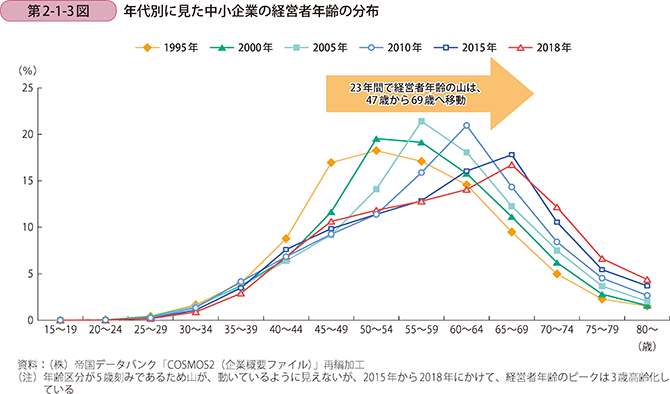 第2-1-3図 年代別に見た中小企業の経営者年齢の分布
1995年 2000年 2005年 2010年 2015年 2018年
(%)
23年間で経営者年齢の山は、
47歳から69歳へ移動
25
20
15
10
5
0
15~19 20~24 25~29 30~34 35~39 40~44 45~49 50~54 55~59 60~64 65~69 70~74 75~79 80~
(歳)
資料:(株)帝国データバンク「COSMOS2(企業概要ファイル)」再編加工
(注)年齢区分が5歳刻みであるため山が、動いているように見えないが、2015年から2018年にかけて、経営者年齢のピークは3歳高齢化し
ている